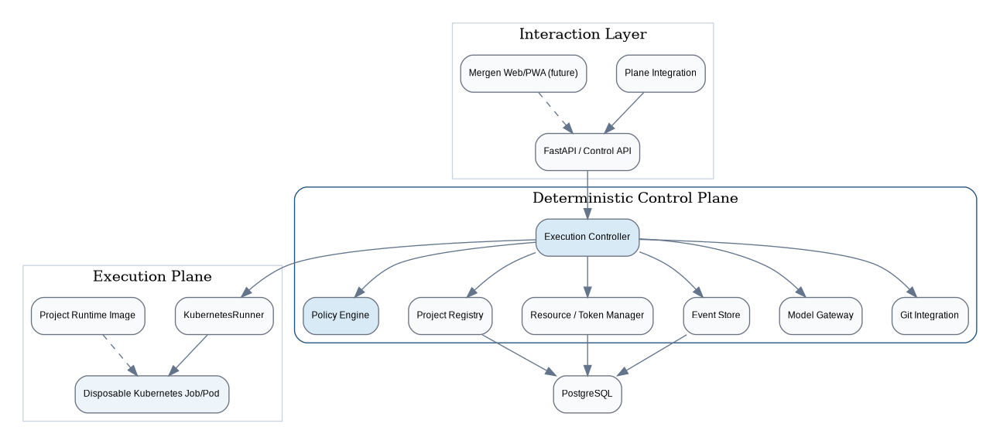 Interaction Layer
Mergen Web/PWA (future)
Plane Integration
FastAPI / Control API
Deterministic Control Plane
Execution Controller
Execution Plane
Project Runtime Image
KubernetesRunner
Policy Engine
Project Registry
Resource / Token Manager
Event Store
Model Gateway
Git Integration
Disposable Kubernetes Job/Pod
PostgreSQL